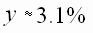 y ≈ 3.1%